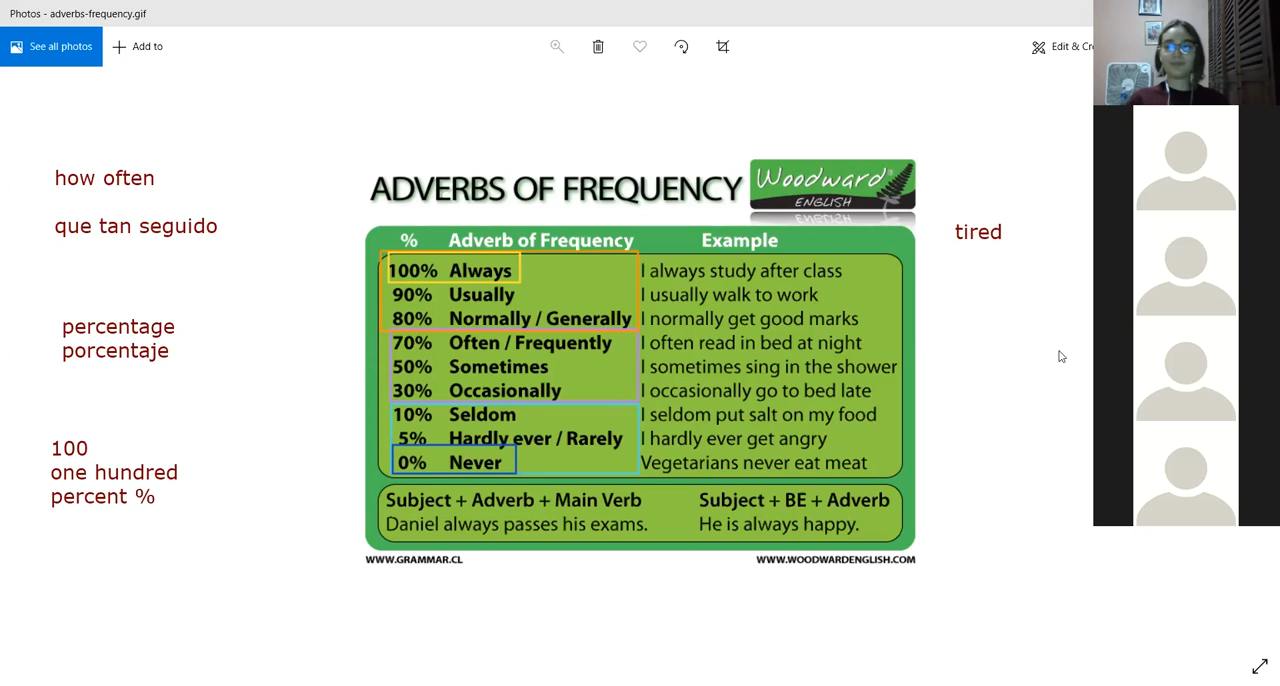 Photos - adverbs-frequency.gif
See all photos
Add to
Edit & Cr
how often
que tan seguido
percentage
porcentaje
100
one hundred
percent %
ADVERBS OF FREQUENCY
Woodward®
ENGLISH
% Adverb of Frequency Example
100% Always I always study after class
90% Usually I usually walk to work
80% Normally / Generally I normally get good marks
70% Often / Frequently I often read in bed at night
50% Sometimes I sometimes sing in the shower
30% Occasionally I occasionally go to bed late
10% Seldom I seldom put salt on my food
5% Hardly ever / Rarely I hardly ever get angry
0% Never Vegetarians never eat meat
Subject + Adverb + Main Verb Subject + BE + Adverb
Daniel always passes his exams. He is always happy.
WWW.GRAMMAR.CL WWW.WOODWARDENGLISH.COM
tired